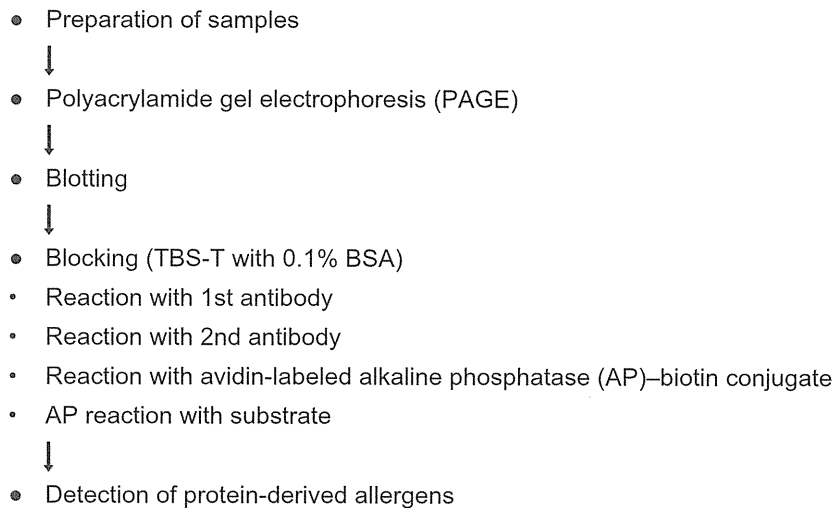 • Preparation of samples
↓
• Polyacrylamide gel electrophoresis (PAGE)
↓
• Blotting
↓
• Blocking (TBS-T with 0.1% BSA)
• Reaction with 1st antibody
• Reaction with 2nd antibody
• Reaction with avidin-labeled alkaline phosphatase (AP)–biotin conjugate
• AP reaction with substrate
↓
• Detection of protein-derived allergens